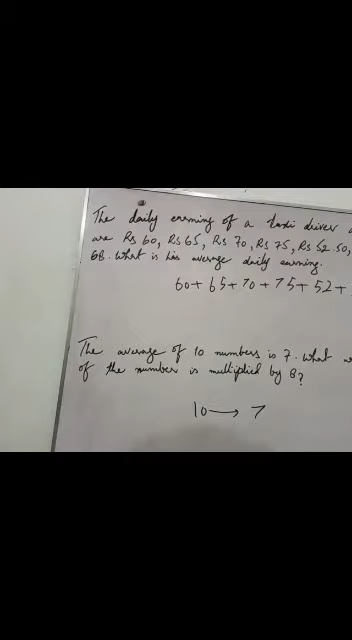 The daily earning of a taxi driver
are Rs 60, Rs 65, Rs 70, Rs 75, Rs 52.50,
68. What is his average daily earning.
60+ 65+70+75+52+
The average of 10 numbers is 7. What
of the number is multiplied by 8?
10 → 7